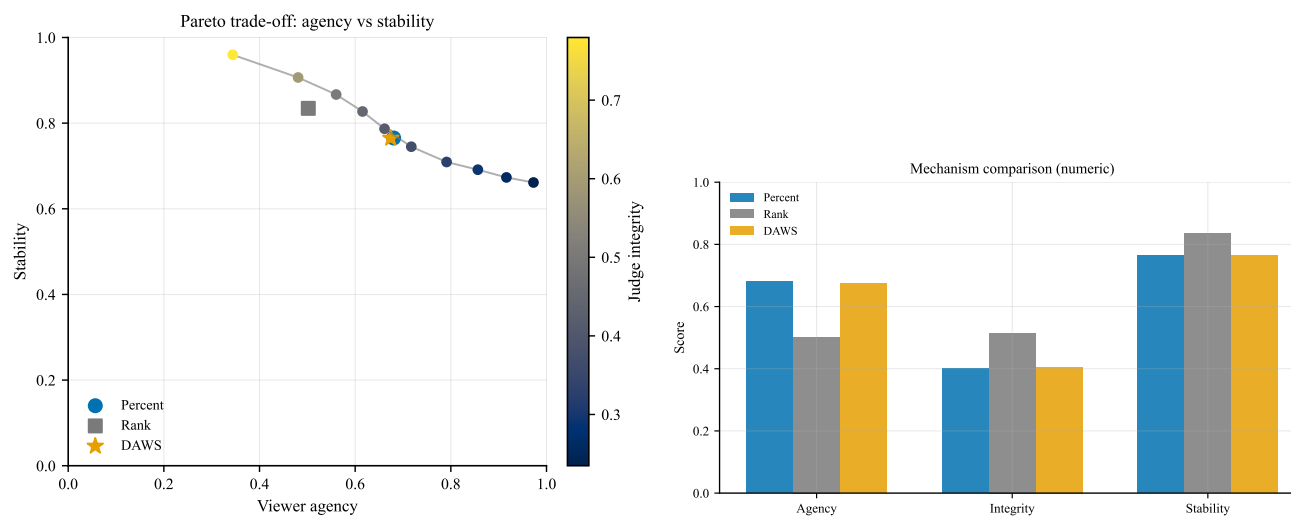 Pareto trade-off: agency vs stability
1.0
0.8
0.6
0.4
0.2
0.0
Stability
0.0
0.2
0.4
0.6
0.8
1.0
Viewer agency
Percent
Rank
DAWS
0.7
0.6
0.5
0.4
0.3
Judge integrity
Mechanism comparison (numeric)
1.0
0.8
0.6
0.4
0.2
0.0
Score
Percent
Rank
DAWS
Agency
Integrity
Stability